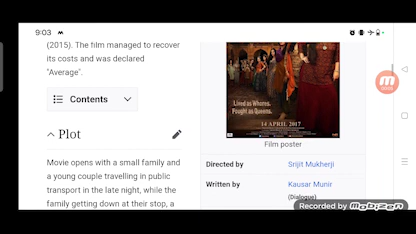 9:03
(2015). The film managed to recover
its costs and was declared
"Average".
Contents
Plot
Movie opens with a small family and
a young couple travelling in public
transport in the late night, while the
family getting down at their stop, a
Lived as Whores.
Fought as Queens.
14 APRIL 2017
Film poster
Directed by Srijit Mukherji
Written by Kausar Munir
(Dialogue)
Recorded by MOBIZEN